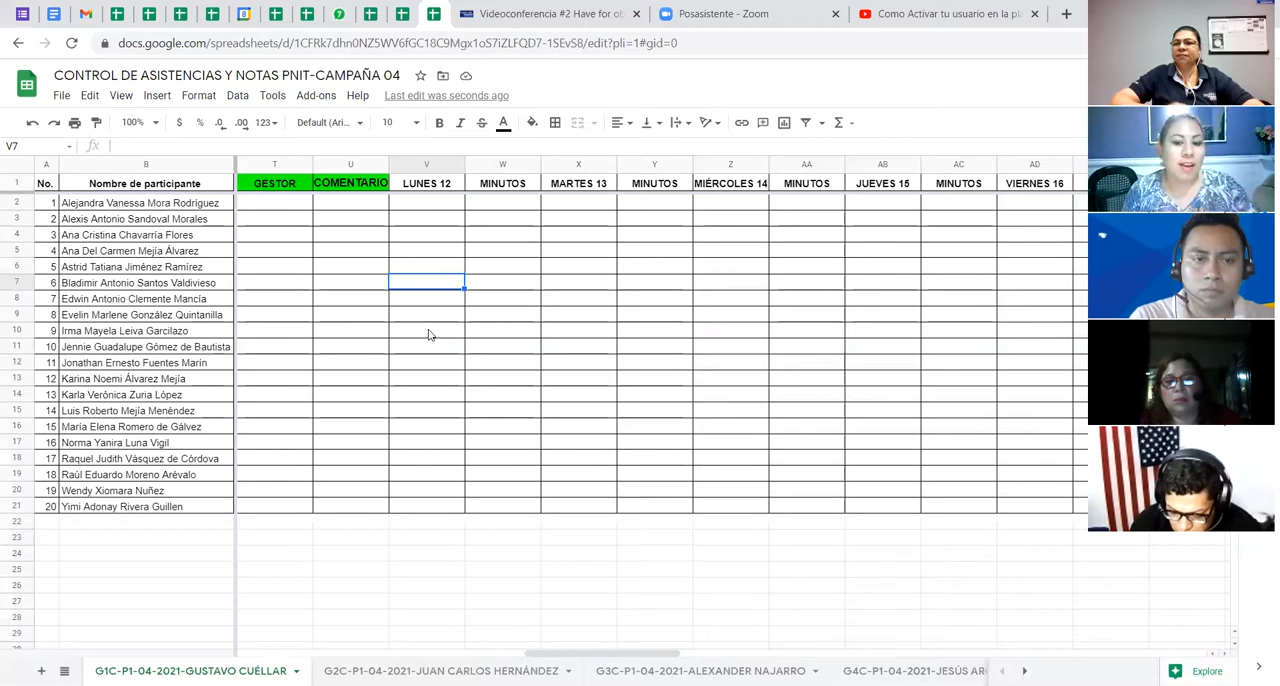 Videoconferencia #2 Have for ob
Posasistente - Zoom
Como Activar tu usuario en la pla
docs.google.com/spreadsheets/d/1CFRk7dhn0NZ5WV6fGC18C9Mgx1oS7iZLFQD7-1SEvS8/edit?pli=1#gid=0
CONTROL DE ASISTENCIAS Y NOTAS PNIT-CAMPAÑA 04
File Edit View Insert Format Data Tools Add-ons Help Last edit was seconds ago
100% $ % .0 .00 123 Default (Ari... 10 B I S A
V7 fx
A B T U V W X Y Z AA AB AC AD
1 No. Nombre de participante GESTOR COMENTARIO LUNES 12 MINUTOS MARTES 13 MINUTOS MIÉRCOLES 14 MINUTOS JUEVES 15 MINUTOS VIERNES 16
2 1 Alejandra Vanessa Mora Rodríguez
3 2 Alexis Antonio Sandoval Morales
4 3 Ana Cristina Chavarría Flores
5 4 Ana Del Carmen Mejía Álvarez
6 5 Astrid Tatiana Jiménez Ramírez
7 6 Bladimir Antonio Santos Valdivieso
8 7 Edwin Antonio Clemente Mancía
9 8 Evelin Marlene González Quintanilla
10 9 Irma Mayela Leiva Garcilazo
11 10 Jennie Guadalupe Gómez de Bautista
12 11 Jonathan Ernesto Fuentes Marín
13 12 Karina Noemi Álvarez Mejía
14 13 Karla Verónica Zuria López
15 14 Luis Roberto Mejía Menéndez
16 15 María Elena Romero de Gálvez
17 16 Norma Yanira Luna Vigil
18 17 Raquel Judith Vásquez de Córdova
19 18 Raúl Eduardo Moreno Arévalo
20 19 Wendy Xiomara Nuñez
21 20 Yimi Adonay Rivera Guillen
22
23
24
25
26
27
28
29
G1C-P1-04-2021-GUSTAVO CUÉLLAR G2C-P1-04-2021-JUAN CARLOS HERNÁNDEZ G3C-P1-04-2021-ALEXANDER NAJARRO G4C-P1-04-2021-JESÚS AR Explore